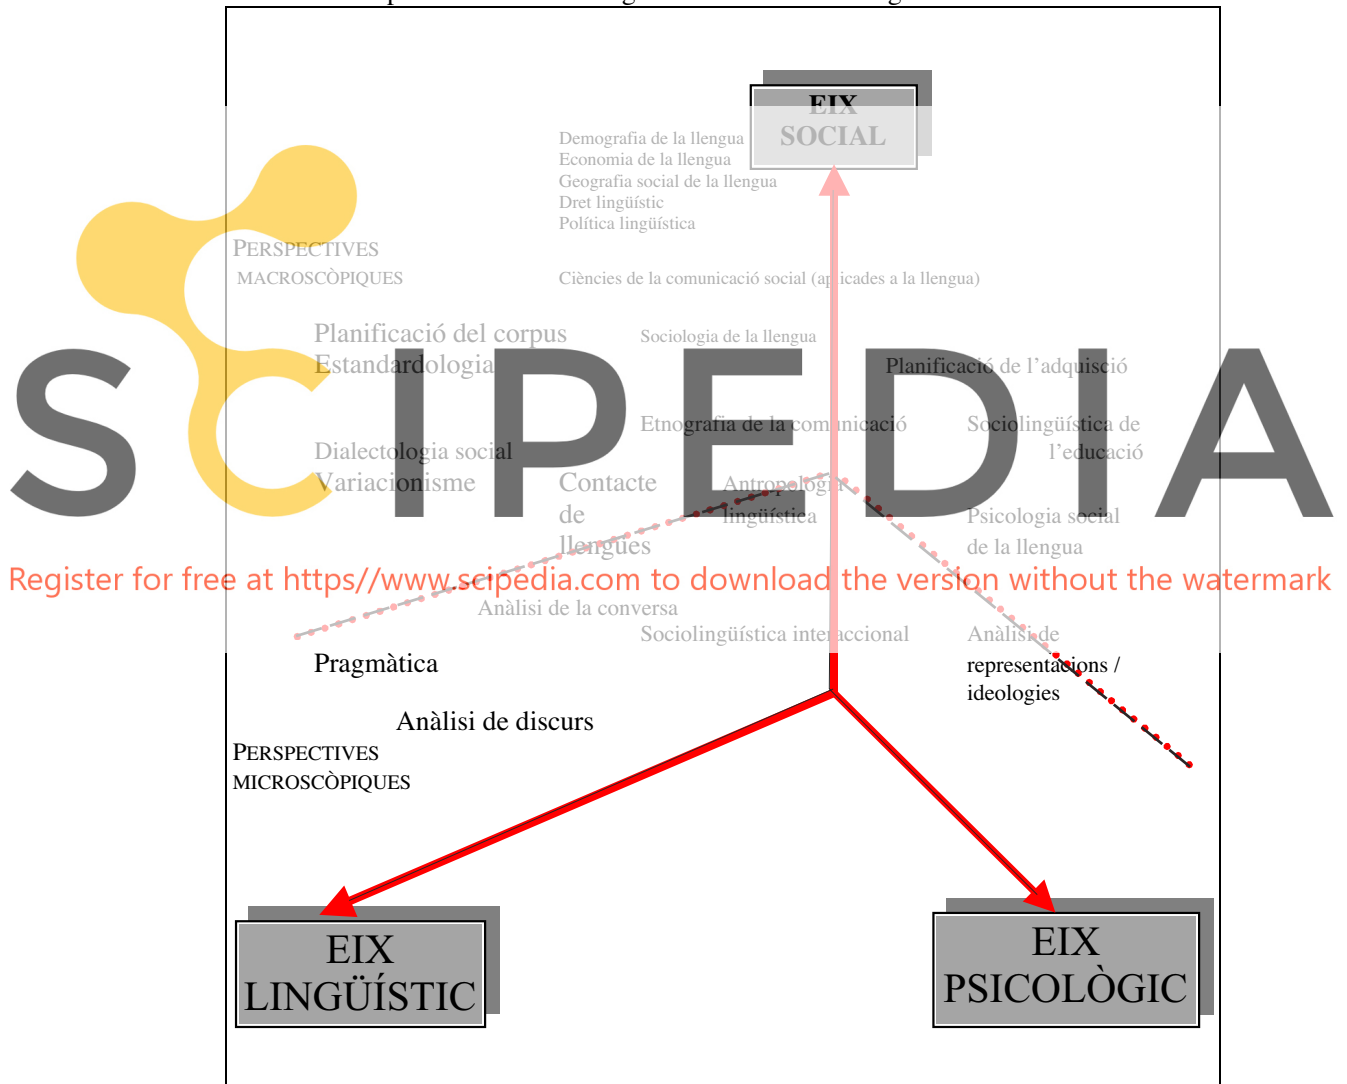 EIX
SOCIAL
Demografia de la llengua
Economia de la llengua
Geografia social de la llengua
Dret lingüístic
Política lingüística
PERSPECTIVES
MACROSCÒPIQUES
Ciències de la comunicació social (aplicades a la llengua)
Planificació del corpus
Estandardologia
Sociologia de la llengua
Planificació de l’adquisció
SCIPEDIA
Etnografia de la comunicació
Sociolingüística de
l’educació
Dialectologia social
Variacionisme
Contacte
de
llengües
Antropologia
lingüística
Psicologia social
de la llengua
Register for free at https//www.scipedia.com to download the version without the watermark
Anàlisi de la conversa
Sociolingüística interaccional
Anàlisi de
representacions /
ideologies
Pragmàtica
Anàlisi de discurs
PERSPECTIVES
MICROSCÒPIQUES
EIX
LINGÜÍSTIC
EIX
PSICOLÒGIC